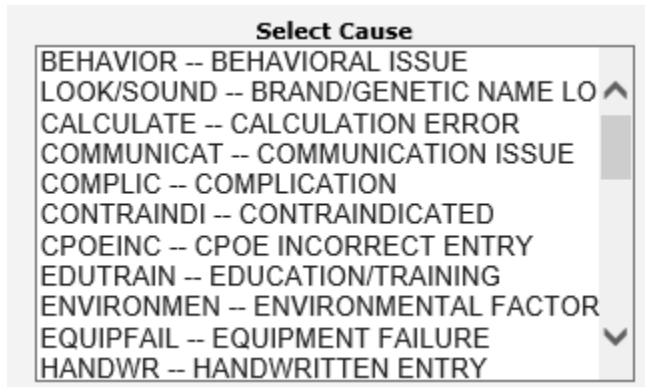 Select Cause
BEHAVIOR -- BEHAVIORAL ISSUE
LOOK/SOUND -- BRAND/GENETIC NAME LO
CALCULATE -- CALCULATION ERROR
COMMUNICAT -- COMMUNICATION ISSUE
COMPLIC -- COMPLICATION
CONTRAINDI -- CONTRAINDICATED
CPOEINC -- CPOE INCORRECT ENTRY
EDUTRAIN -- EDUCATION/TRAINING
ENVIRONMEN -- ENVIRONMENTAL FACTOR
EQUIPFAIL -- EQUIPMENT FAILURE
HANDWR -- HANDWRITTEN ENTRY